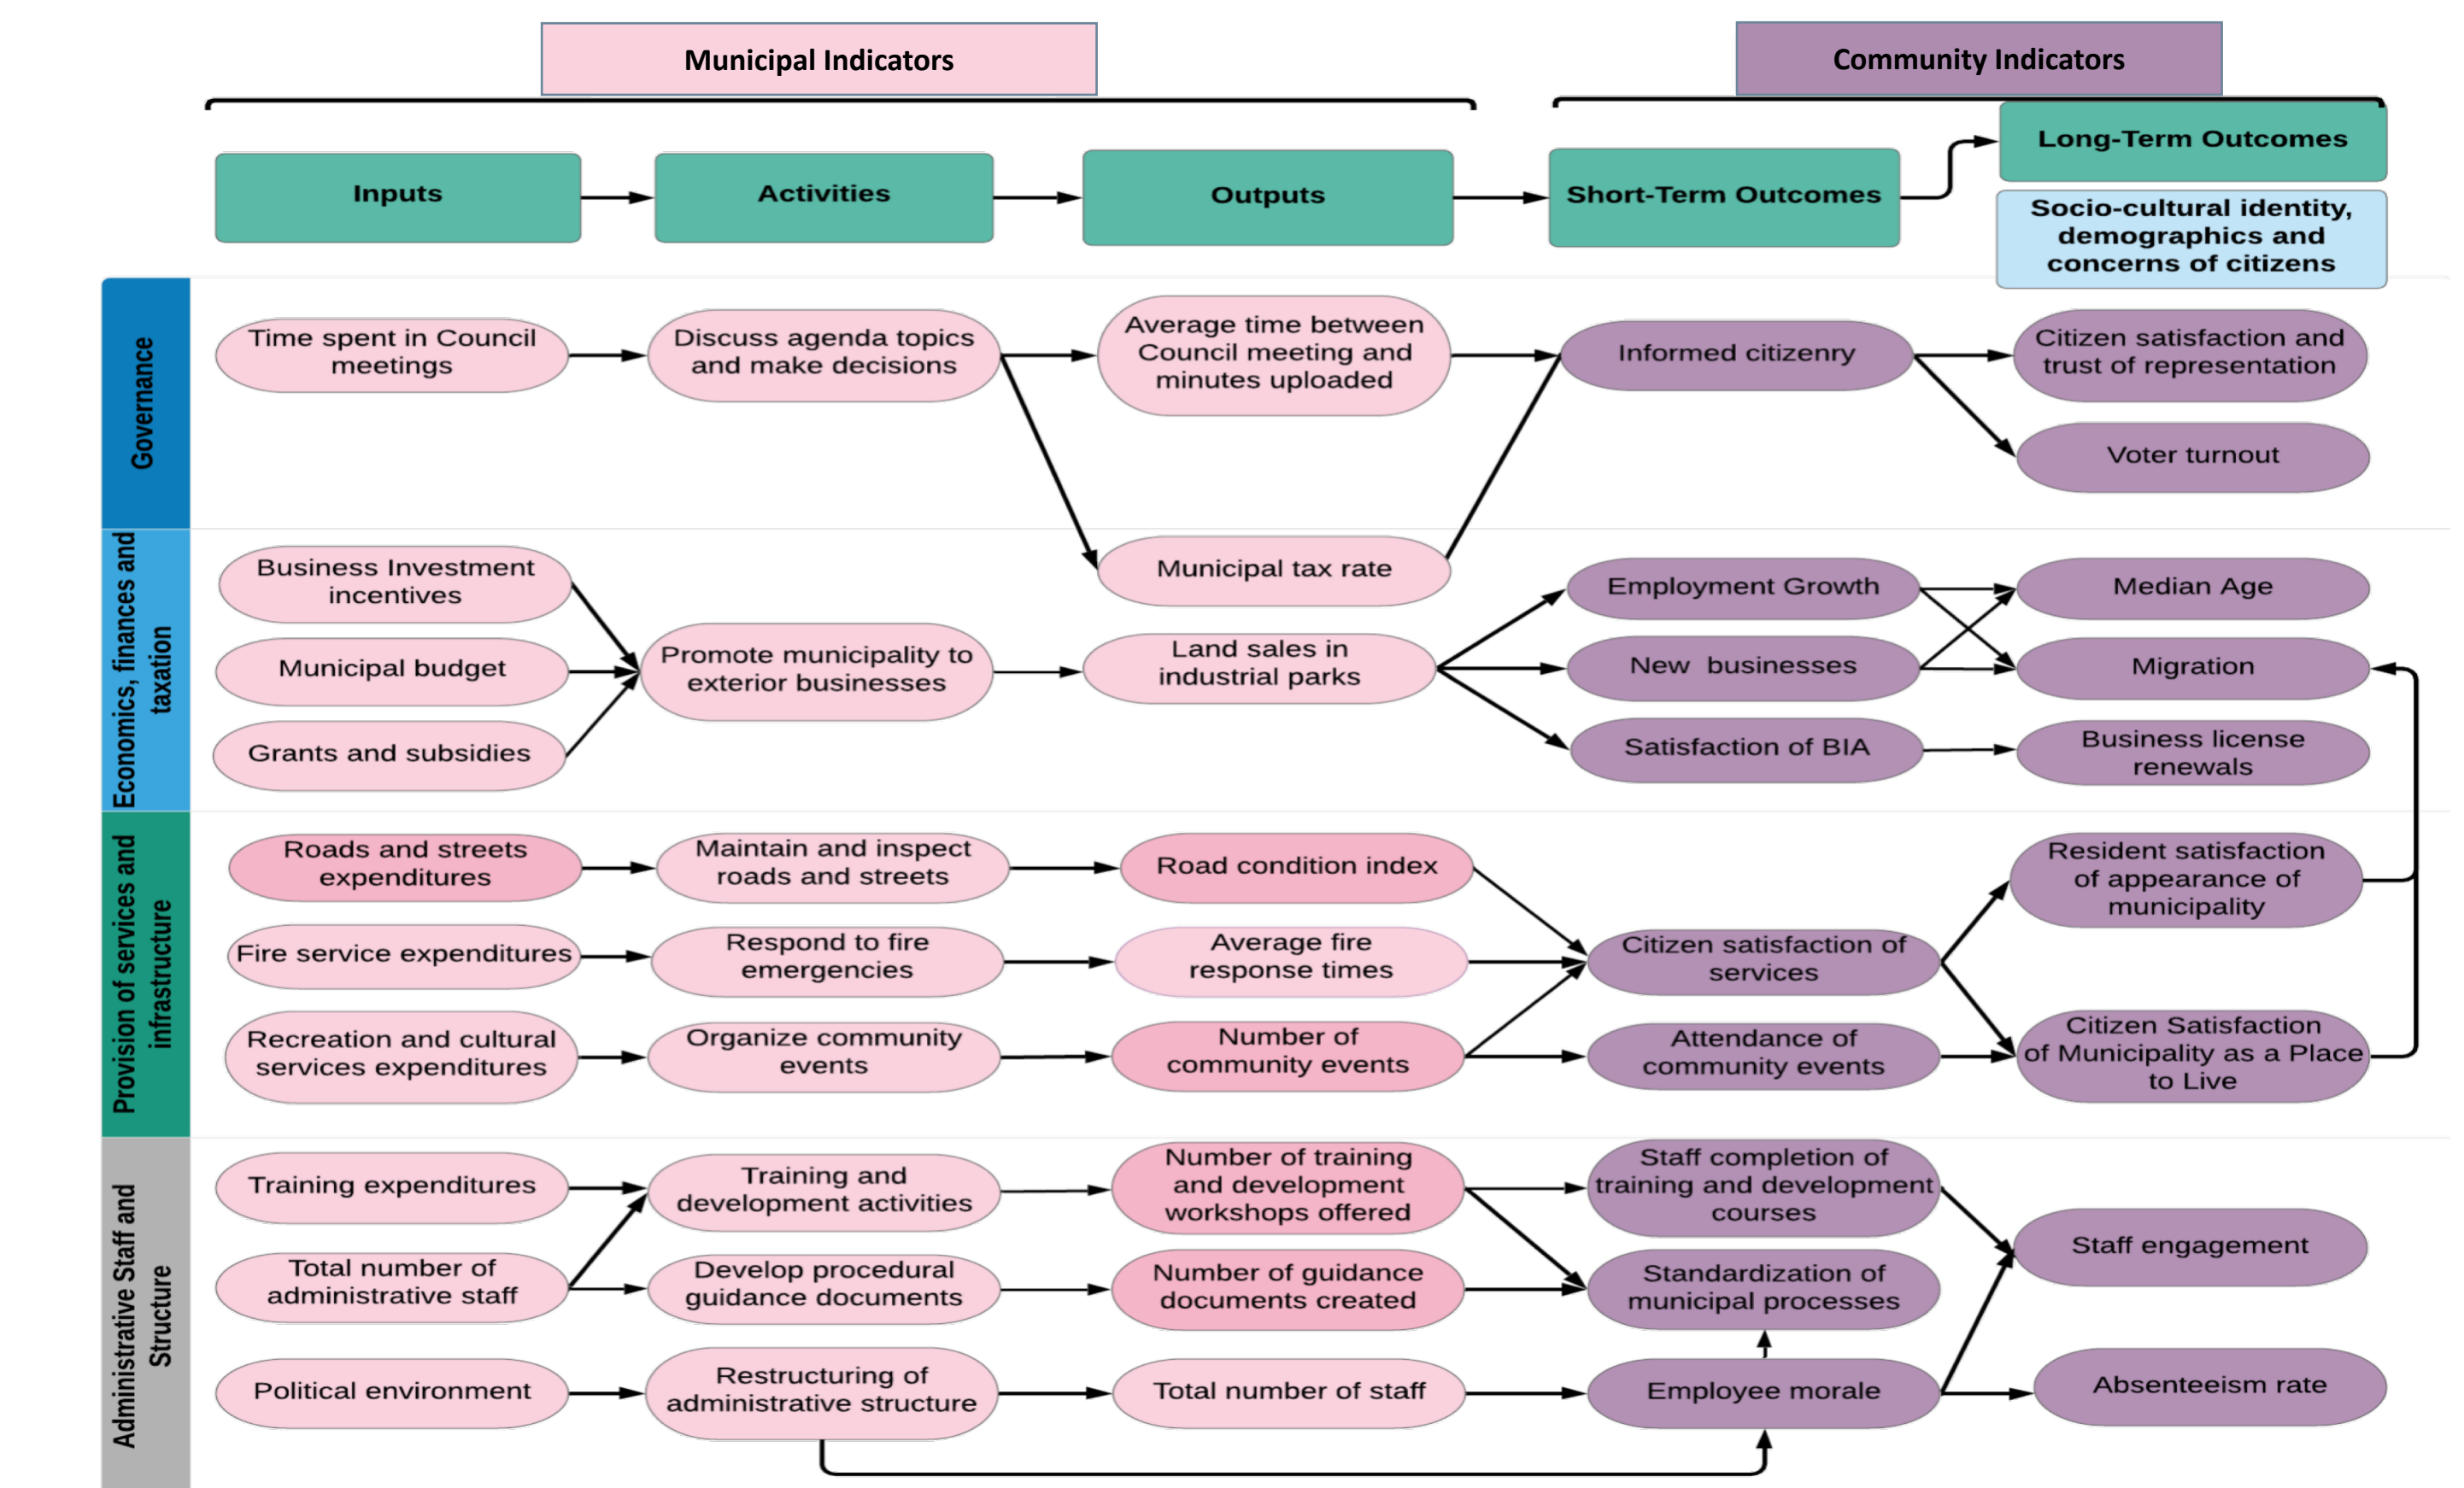 Municipal Indicators
Community Indicators
Inputs
Activities
Outputs
Short-Term Outcomes
Long-Term Outcomes
Socio-cultural identity,
demographics and
concerns of citizens
Governance
Time spent in Council
meetings
Discuss agenda topics
and make decisions
Average time between
Council meeting and
minutes uploaded
Informed citizenry
Citizen satisfaction and
trust of representation
Voter turnout
Economics, finances and
taxation
Business Investment
incentives
Municipal budget
Grants and subsidies
Promote municipality to
exterior businesses
Municipal tax rate
Land sales in
industrial parks
Employment Growth
New businesses
Satisfaction of BIA
Median Age
Migration
Business license
renewals
Provision of services and
infrastructure
Roads and streets
expenditures
Maintain and inspect
roads and streets
Road condition index
Fire service expenditures
Respond to fire
emergencies
Average fire
response times
Recreation and cultural
services expenditures
Organize community
events
Number of
community events
Citizen satisfaction of
services
Attendance of
community events
Resident satisfaction
of appearance of
municipality
Citizen Satisfaction
of Municipality as a Place
to Live
Administrative Staff and
Structure
Training expenditures
Training and
development activities
Number of training
and development
workshops offered
Staff completion of
training and development
courses
Total number of
administrative staff
Develop procedural
guidance documents
Number of guidance
documents created
Standardization of
municipal processes
Staff engagement
Political environment
Restructuring of
administrative structure
Total number of staff
Employee morale
Absenteeism rate